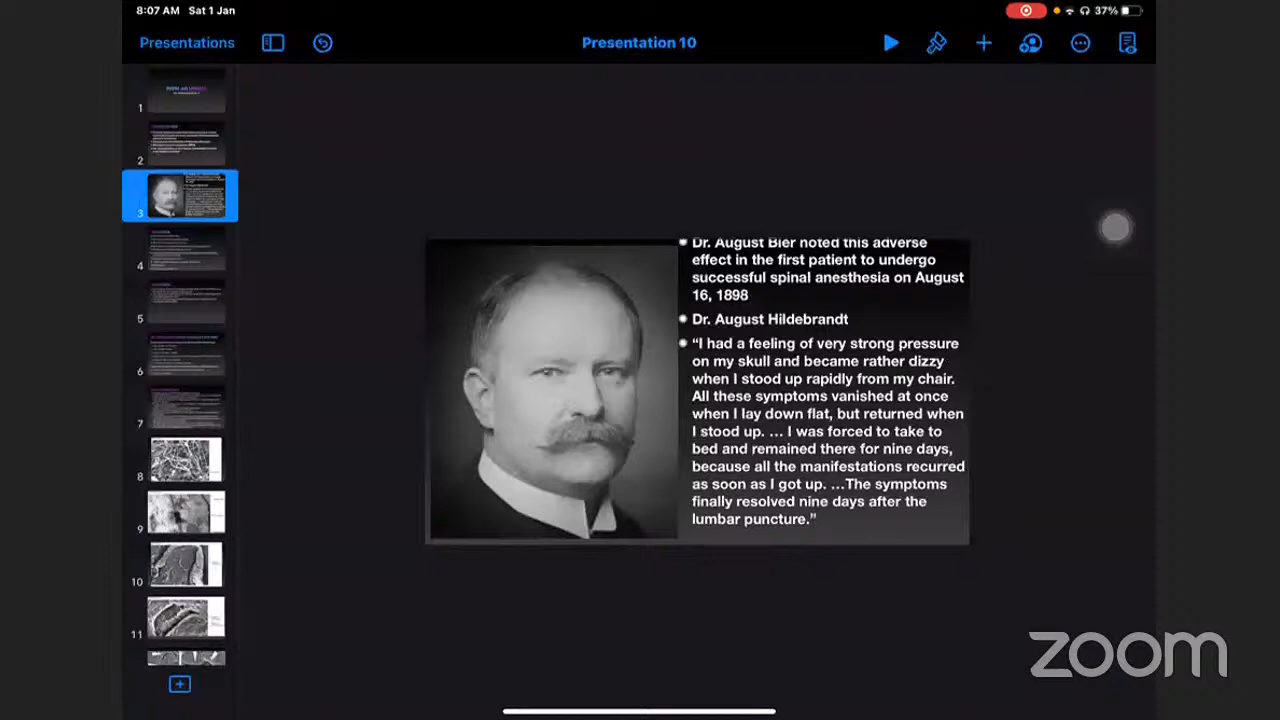 8:07 AM Sat 1 Jan
37%
Presentations
Presentation 10
1
2
3
4
5
6
7
8
9
10
11
Dr. August Bier noted this adverse
effect in the first patient to undergo
successful spinal anesthesia on August
16, 1898
Dr. August Hildebrandt
“I had a feeling of very strong pressure
on my skull and became rather dizzy
when I stood up rapidly from my chair.
All these symptoms vanished at once
when I lay down flat, but returned when
I stood up. … I was forced to take to
bed and remained there for nine days,
because all the manifestations recurred
as soon as I got up. …The symptoms
finally resolved nine days after the
lumbar puncture.”
zoom